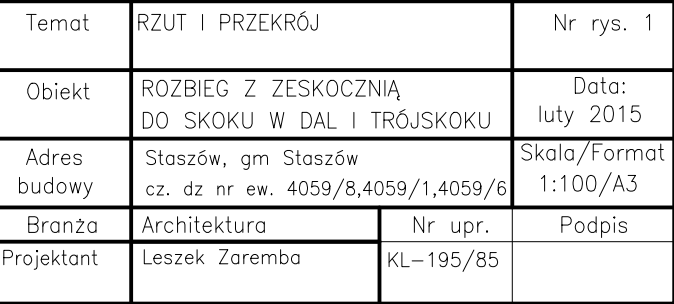 Temat RZUT I PRZEKRÓJ Nr rys. 1
Obiekt ROZBIEG Z ZESKOCZNIĄ
DO SKOKU W DAL I TRÓJSKOKU
Data:
luty 2015
Adres
budowy
Staszów, gm Staszów
cz. dz nr ew. 4059/8,4059/1,4059/6
Skala/Format
1:100/A3
Branża Architektura Nr upr. Podpis
Projektant Leszek Zaremba KL-195/85